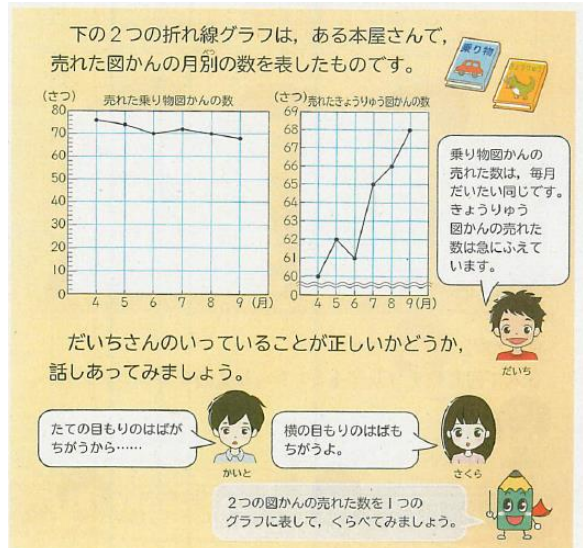 下の2つの折れ線グラフは，ある本屋さんで，
売れた図かんの月別の数を表したものです。
べつ
乗り物
(さつ) 売れた乗り物図かんの数
80
70
60
50
40
30
20
10
0
4 5 6 7 8 9 (月)
(さつ) 売れたきょうりゅう図かんの数
69
68
67
66
65
64
63
62
61
60
0
4 5 6 7 8 9 (月)
乗り物図かんの
売れた数は，毎月
だいたい同じです。
きょうりゅう
図かんの売れた
数は急にふえて
います。
だいち
だいちさんのいっていることが正しいかどうか，
話しあってみましょう。
たての目もりのはばが
ちがうから……
かいと
横の目もりのはばも
ちがうよ。
さくら
2つの図かんの売れた数を1つの
グラフに表して，くらべてみましょう。